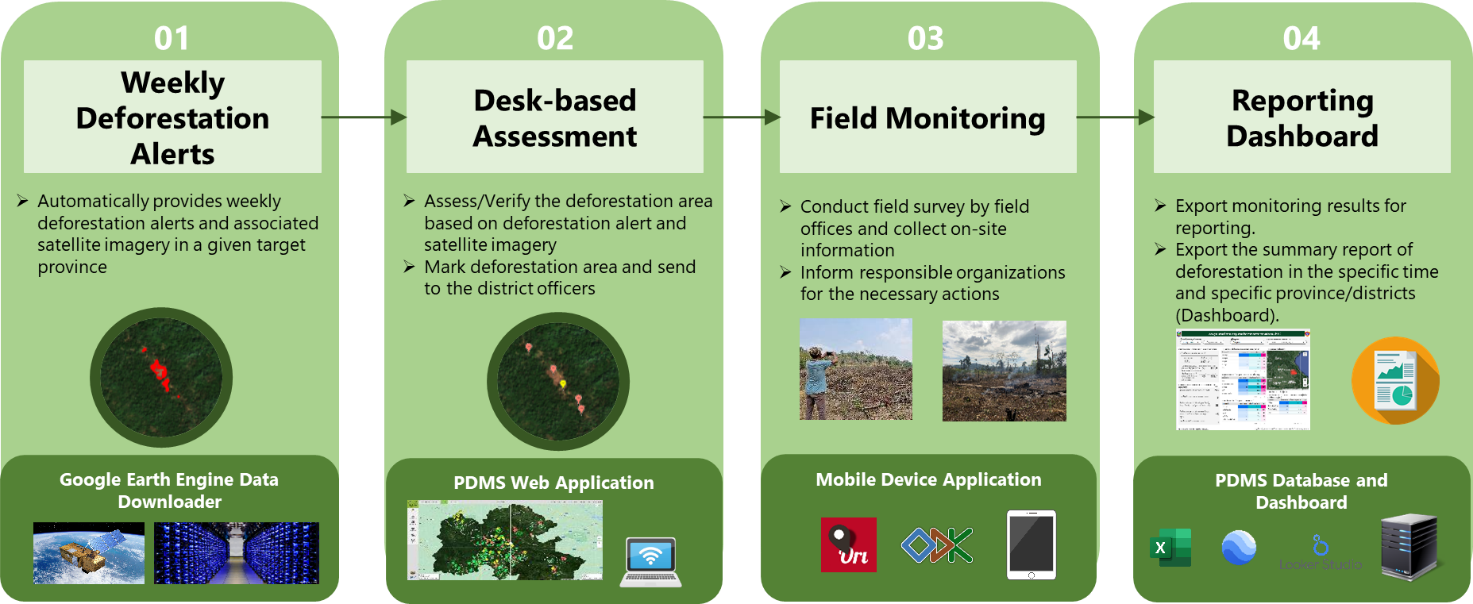 01
Weekly
Deforestation
Alerts
Automatically provides weekly
deforestation alerts and associated
satellite imagery in a given target
province
Google Earth Engine Data
Downloader
02
Desk-based
Assessment
Assess/Verify the deforestation area
based on deforestation alert and
satellite imagery
Mark deforestation area and send
to the district officers
PDMS Web Application
03
Field Monitoring
Conduct field survey by field
offices and collect on-site
information
Inform responsible organizations
for the necessary actions
Mobile Device Application
ODK
04
Reporting
Dashboard
Export monitoring results for
reporting.
Export the summary report of
deforestation in the specific time
and specific province/districts
(Dashboard).
PDMS Database and
Dashboard
X
Looker Studio